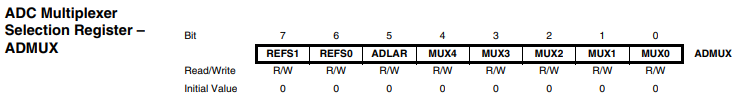 ADC Multiplexer
Selection Register –
ADMUX
Bit 7 6 5 4 3 2 1 0
REFS1 REFS0 ADLAR MUX4 MUX3 MUX2 MUX1 MUX0 ADMUX
Read/Write R/W R/W R/W R/W R/W R/W R/W R/W
Initial Value 0 0 0 0 0 0 0 0